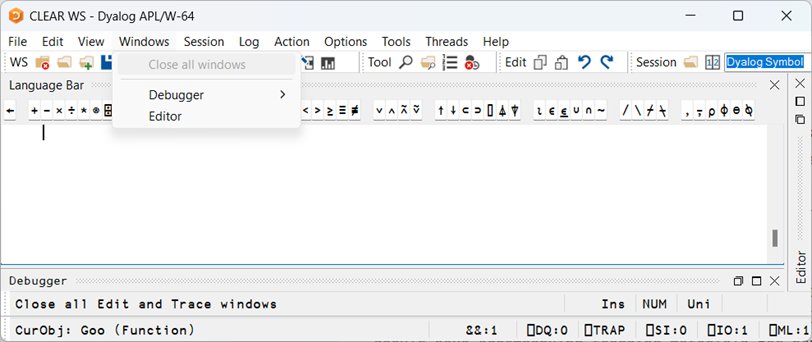 CLEAR WS - Dyalog APL/W-64
File Edit View Windows Session Log Action Options Tools Threads Help
WS Tool Edit Session Dyalog Symbol
Close all windows
Debugger
Editor
Language Bar
← + - × ÷ * ⍟ ⌹ < > ≥ ≡ ≢ ∨ ∧ ⍲ ⍱ ↑ ↓ ⊂ ⊃ ⌷ ⍋ ⍒ ⍳ ∊ ⍷ ∪ ∩ ~ / \ ⌿ ⍀ , ⍪ ⍴ ⌽ ⊖ ⍉
Editor
Debugger
Close all Edit and Trace windows Ins NUM Uni
CurObj: Goo (Function) &&:1 ⎕DQ:0 ⎕TRAP ⎕SI:0 ⎕IO:1 ⎕ML:1